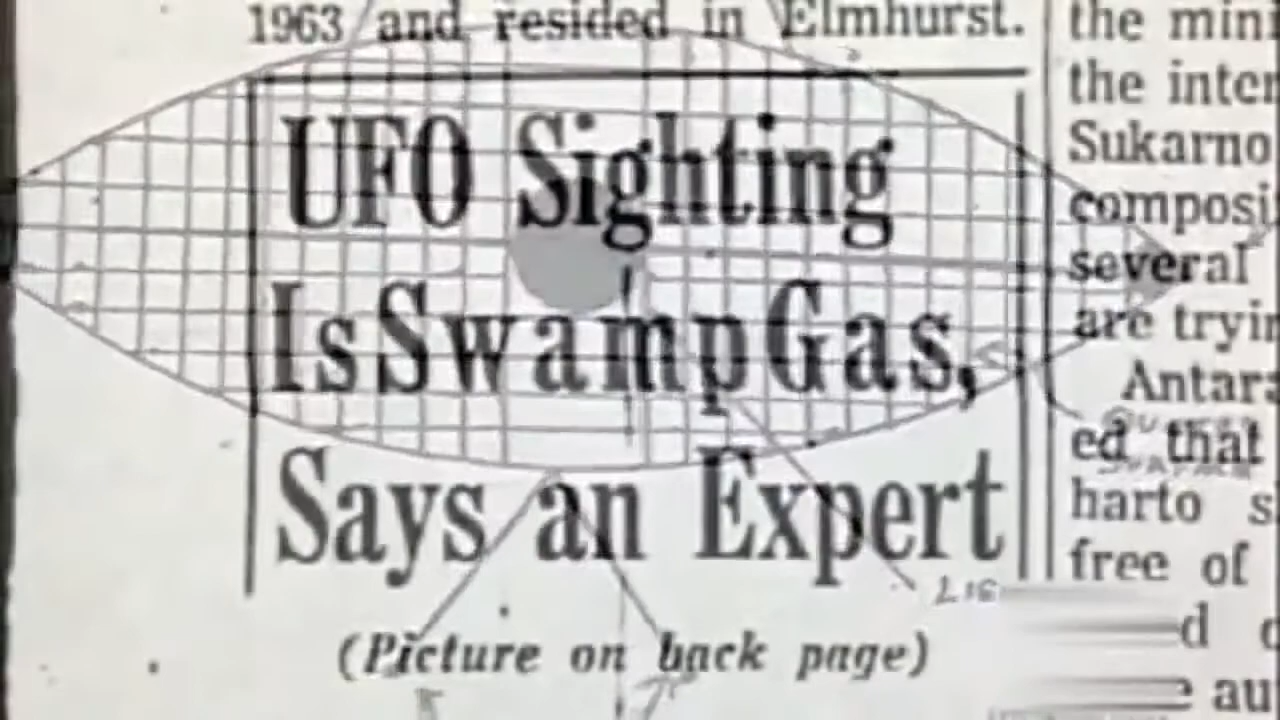 1963 and resided in Elmhurst.
UFO Sighting
Is Swamp Gas,
Says an Expert
(Picture on back page)
the mini
the inter
Sukarno
composi
several
are tryin
Antara
ed that
harto s
free of
d
au